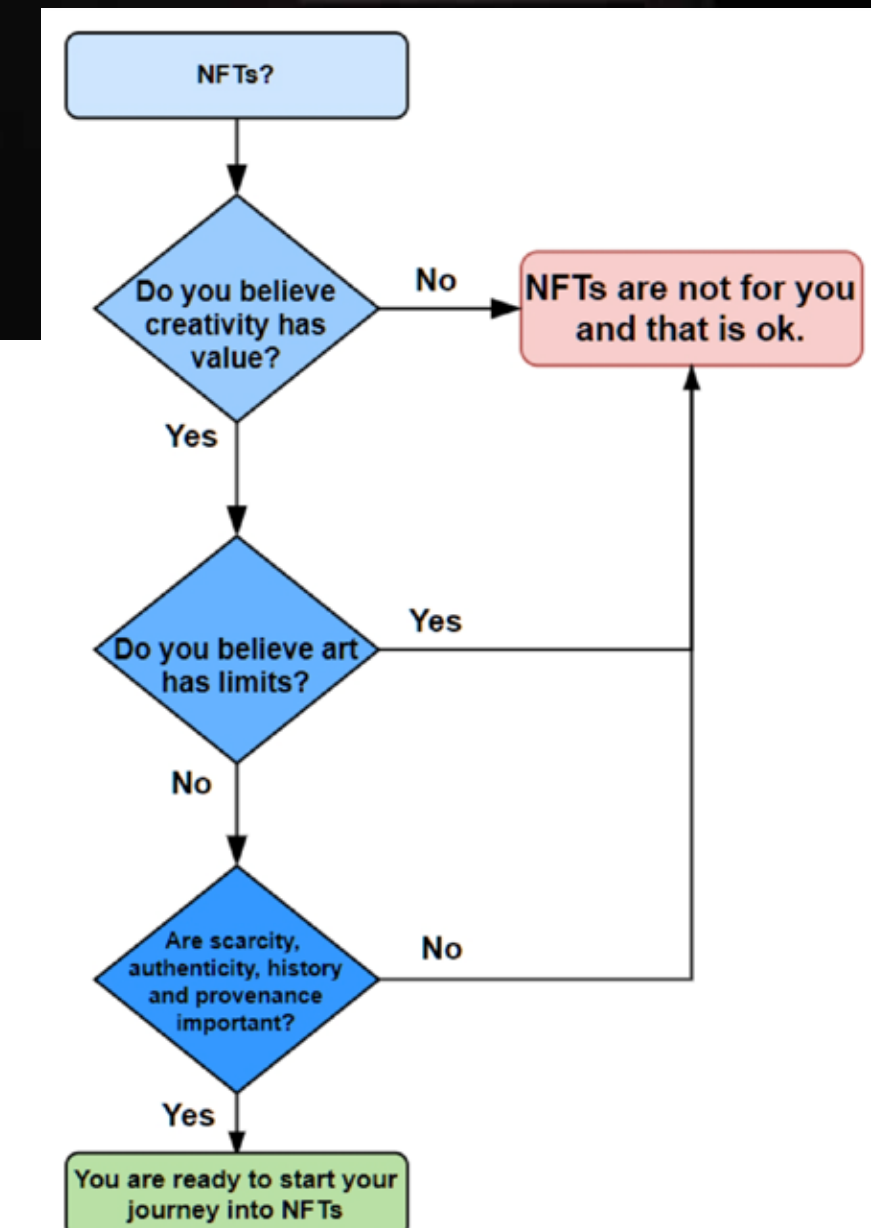 NFTs?
Do you believe
creativity has
value?
No
NFTs are not for you
and that is ok.
Yes
Do you believe art
has limits?
Yes
No
Are scarcity,
authenticity, history
and provenance
important?
No
Yes
You are ready to start your
journey into NFTs